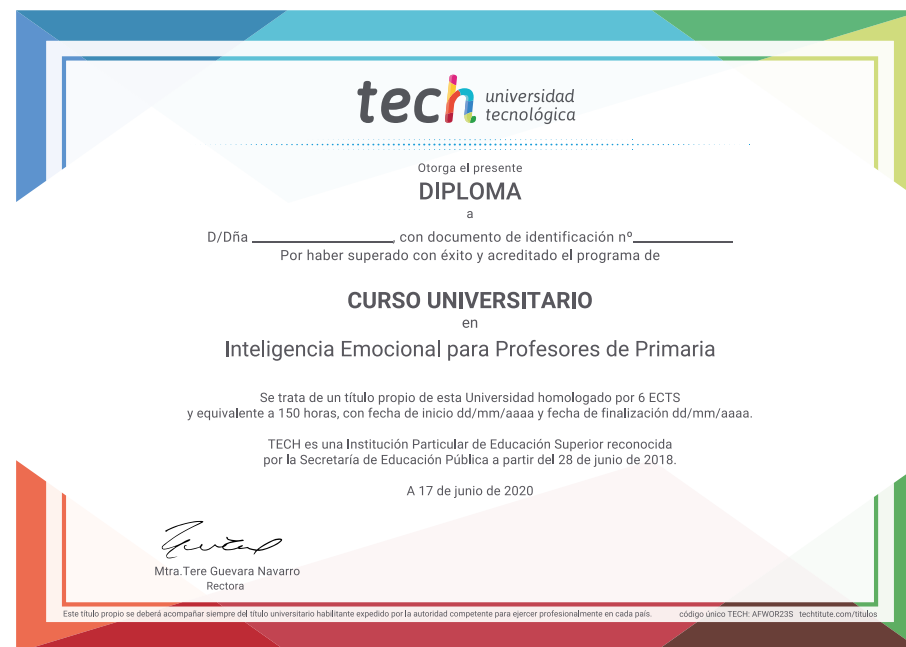 tech universidad
tecnológica
Otorga el presente
DIPLOMA
a
D/Dña ____________________, con documento de identificación nº______________
Por haber superado con éxito y acreditado el programa de
CURSO UNIVERSITARIO
en
Inteligencia Emocional para Profesores de Primaria
Se trata de un título propio de esta Universidad homologado por 6 ECTS
y equivalente a 150 horas, con fecha de inicio dd/mm/aaaa y fecha de finalización dd/mm/aaaa.
TECH es una Institución Particular de Educación Superior reconocida
por la Secretaría de Educación Pública a partir del 28 de junio de 2018.
A 17 de junio de 2020
Mtra.Tere Guevara Navarro
Rectora
Este título propio se deberá acompañar siempre del título universitario habilitante expedido por la autoridad competente para ejercer profesionalmente en cada país. código único TECH: AFWOR23S techtitute.com/titulos